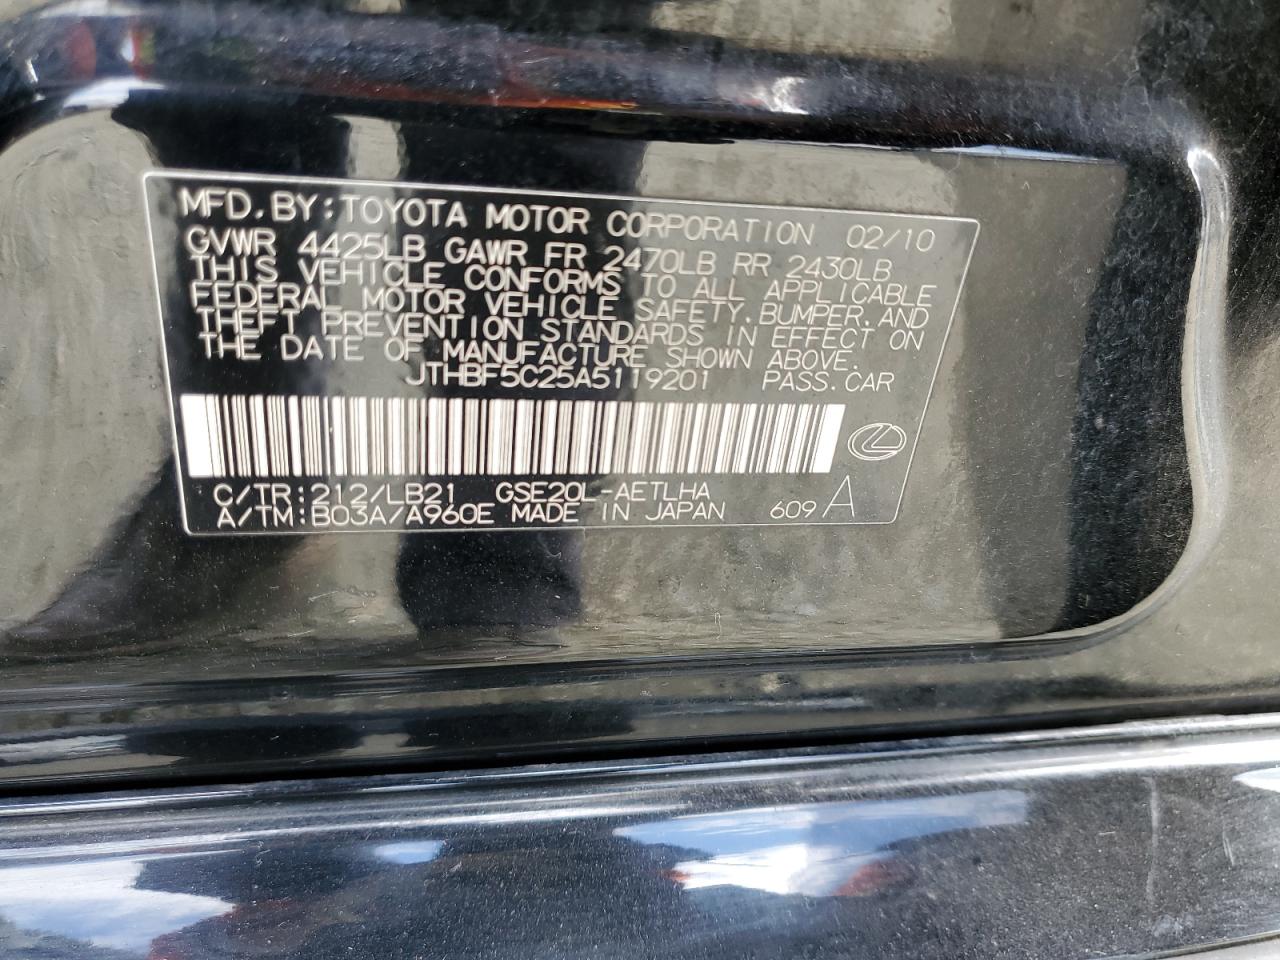 MFD. BY: TOYOTA MOTOR CORPORATION 02/10
GVWR 4425LB GAWR FR 2470LB RR 2430LB
THIS VEHICLE CONFORMS TO ALL APPLICABLE
FEDERAL MOTOR VEHICLE SAFETY, BUMPER, AND
THEFT PREVENTION STANDARDS IN EFFECT ON
THE DATE OF MANUFACTURE SHOWN ABOVE.
JTHBF5C25A5119201 PASS. CAR
C/TR: 212/LB21 GSE20L-AETLHA
A/TM: B03A/A960E MADE IN JAPAN 609 A